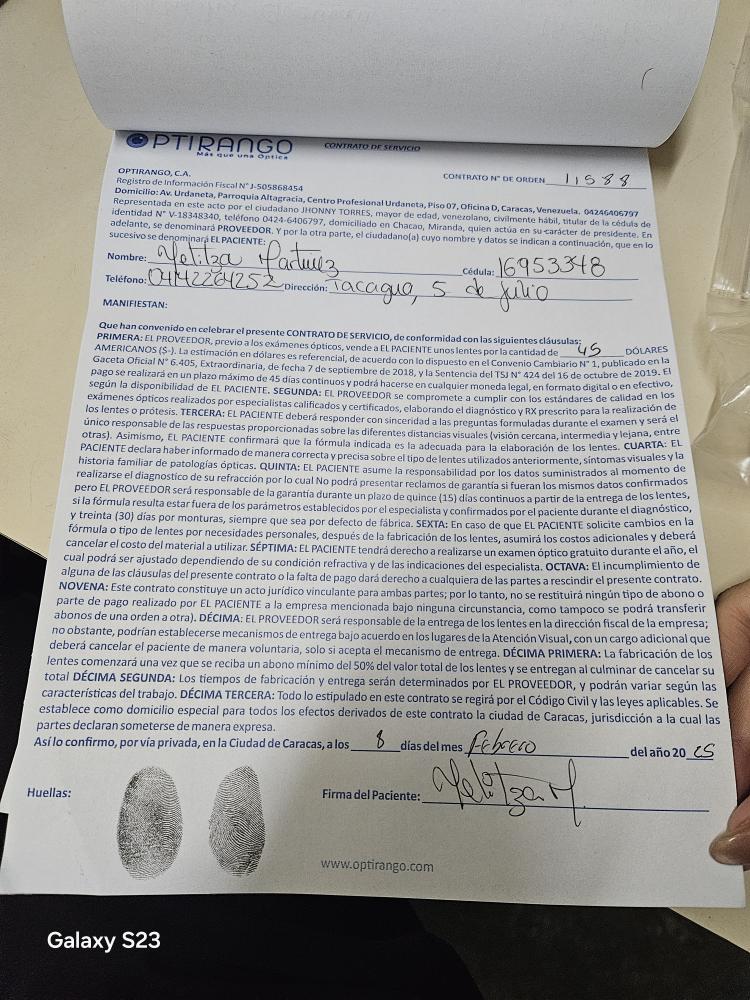 OPTIRANGO
Más que una Óptica
CONTRATO DE SERVICIO
OPTIRANGO, C.A.
CONTRATO N° DE ORDEN 11588
Registro de Información Fiscal N° J-505868454
Domicilio: Av. Urdaneta, Parroquia Altagracia, Centro Profesional Urdaneta, Piso 07, Oficina D, Caracas, Venezuela. 04246406797
Representada en este acto por el ciudadano JHONNY TORRES, mayor de edad, venezolano, civilmente hábil, titular de la cédula de
identidad N° V-18348340, teléfono 0424-6406797, domiciliado en Chacao, Miranda, quien actúa en su carácter de presidente. En
adelante, se denominará PROVEEDOR. Y por la otra parte, el ciudadano(a) cuyo nombre y datos se indican a continuación, que en lo
sucesivo se denominará EL PACIENTE:
Nombre: Yelitza Martinez Cédula: 16953348
Teléfono: 04142264252 Dirección: Tacagua, 5 de Julio
MANIFIESTAN:
Que han convenido en celebrar el presente CONTRATO DE SERVICIO, de conformidad con las siguientes cláusulas:
PRIMERA: EL PROVEEDOR, previo a los exámenes ópticos, vende a EL PACIENTE unos lentes por la cantidad de 45 DÓLARES
AMERICANOS ($-). La estimación en dólares es referencial, de acuerdo con lo dispuesto en el Convenio Cambiario N° 1, publicado en la
Gaceta Oficial N° 6.405, Extraordinaria, de fecha 7 de septiembre de 2018, y la Sentencia del TSJ N° 424 del 16 de octubre de 2019. El
pago se realizará en un plazo máximo de 45 días continuos y podrá hacerse en cualquier moneda legal, en formato digital o en efectivo,
según la disponibilidad de EL PACIENTE. SEGUNDA: EL PROVEEDOR se compromete a cumplir con los estándares de calidad en los
exámenes ópticos realizados por especialistas calificados y certificados, elaborando el diagnóstico y RX prescrito para la realización de
los lentes o prótesis. TERCERA: EL PACIENTE deberá responder con sinceridad a las preguntas formuladas durante el examen y será el
único responsable de las respuestas proporcionadas sobre las diferentes distancias visuales (visión cercana, intermedia y lejana, entre
otras). Asimismo, EL PACIENTE confirmará que la fórmula indicada es la adecuada para la elaboración de los lentes. CUARTA: EL
PACIENTE declara haber informado de manera correcta y precisa sobre el tipo de lentes utilizados anteriormente, síntomas visuales y la
historia familiar de patologías ópticas. QUINTA: EL PACIENTE asume la responsabilidad por los datos suministrados al momento de
realizarse el diagnostico de su refracción por lo cual No podrá presentar reclamos de garantía si fueran los mismos datos confirmados
pero EL PROVEEDOR será responsable de la garantía durante un plazo de quince (15) días continuos a partir de la entrega de los lentes,
si la fórmula resulta estar fuera de los parámetros establecidos por el especialista y confirmados por el paciente durante el diagnóstico,
y treinta (30) días por monturas, siempre que sea por defecto de fábrica. SEXTA: En caso de que EL PACIENTE solicite cambios en la
fórmula o tipo de lentes por necesidades personales, después de la fabricación de los lentes, asumirá los costos adicionales y deberá
cancelar el costo del material a utilizar. SÉPTIMA: EL PACIENTE tendrá derecho a realizarse un examen óptico gratuito durante el año, el
cual podrá ser ajustado dependiendo de su condición refractiva y de las indicaciones del especialista. OCTAVA: El incumplimiento de
alguna de las cláusulas del presente contrato o la falta de pago dará derecho a cualquiera de las partes a rescindir el presente contrato.
NOVENA: Este contrato constituye un acto jurídico vinculante para ambas partes; por lo tanto, no se restituirá ningún tipo de abono o
parte de pago realizado por EL PACIENTE a la empresa mencionada bajo ninguna circunstancia, como tampoco se podrá transferir
abonos de una orden a otra). DÉCIMA: EL PROVEEDOR será responsable de la entrega de los lentes en la dirección fiscal de la empresa;
no obstante, podrían establecerse mecanismos de entrega bajo acuerdo en los lugares de la Atención Visual, con un cargo adicional que
deberá cancelar el paciente de manera voluntaria, solo si acepta el mecanismo de entrega. DÉCIMA PRIMERA: La fabricación de los
lentes comenzará una vez que se reciba un abono mínimo del 50% del valor total de los lentes y se entregan al culminar de cancelar su
total DÉCIMA SEGUNDA: Los tiempos de fabricación y entrega serán determinados por EL PROVEEDOR, y podrán variar según las
características del trabajo. DÉCIMA TERCERA: Todo lo estipulado en este contrato se regirá por el Código Civil y las leyes aplicables. Se
establece como domicilio especial para todos los efectos derivados de este contrato la ciudad de Caracas, jurisdicción a la cual las
partes declaran someterse de manera expresa.
Así lo confirmo, por vía privada, en la Ciudad de Caracas, a los 8 días del mes Febrero del año 2025
Huellas:
Firma del Paciente: Yelitza M.
www.optirango.com
Galaxy S23